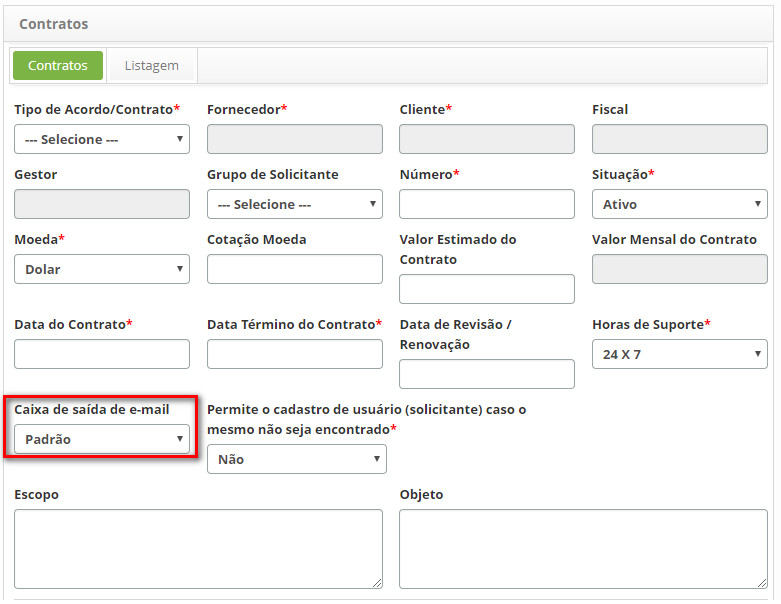 Contratos
Contratos Listagem
Tipo de Acordo/Contrato* Fornecedor* Cliente* Fiscal
--- Selecione ---
Gestor Grupo de Solicitante Número* Situação*
--- Selecione --- Ativo
Moeda* Cotação Moeda Valor Estimado do Contrato Valor Mensal do Contrato
Dolar
Data do Contrato* Data Término do Contrato* Data de Revisão / Renovação Horas de Suporte*
24 X 7
Caixa de saída de e-mail Permite o cadastro de usuário (solicitante) caso o mesmo não seja encontrado*
Padrão
Não
Escopo Objeto